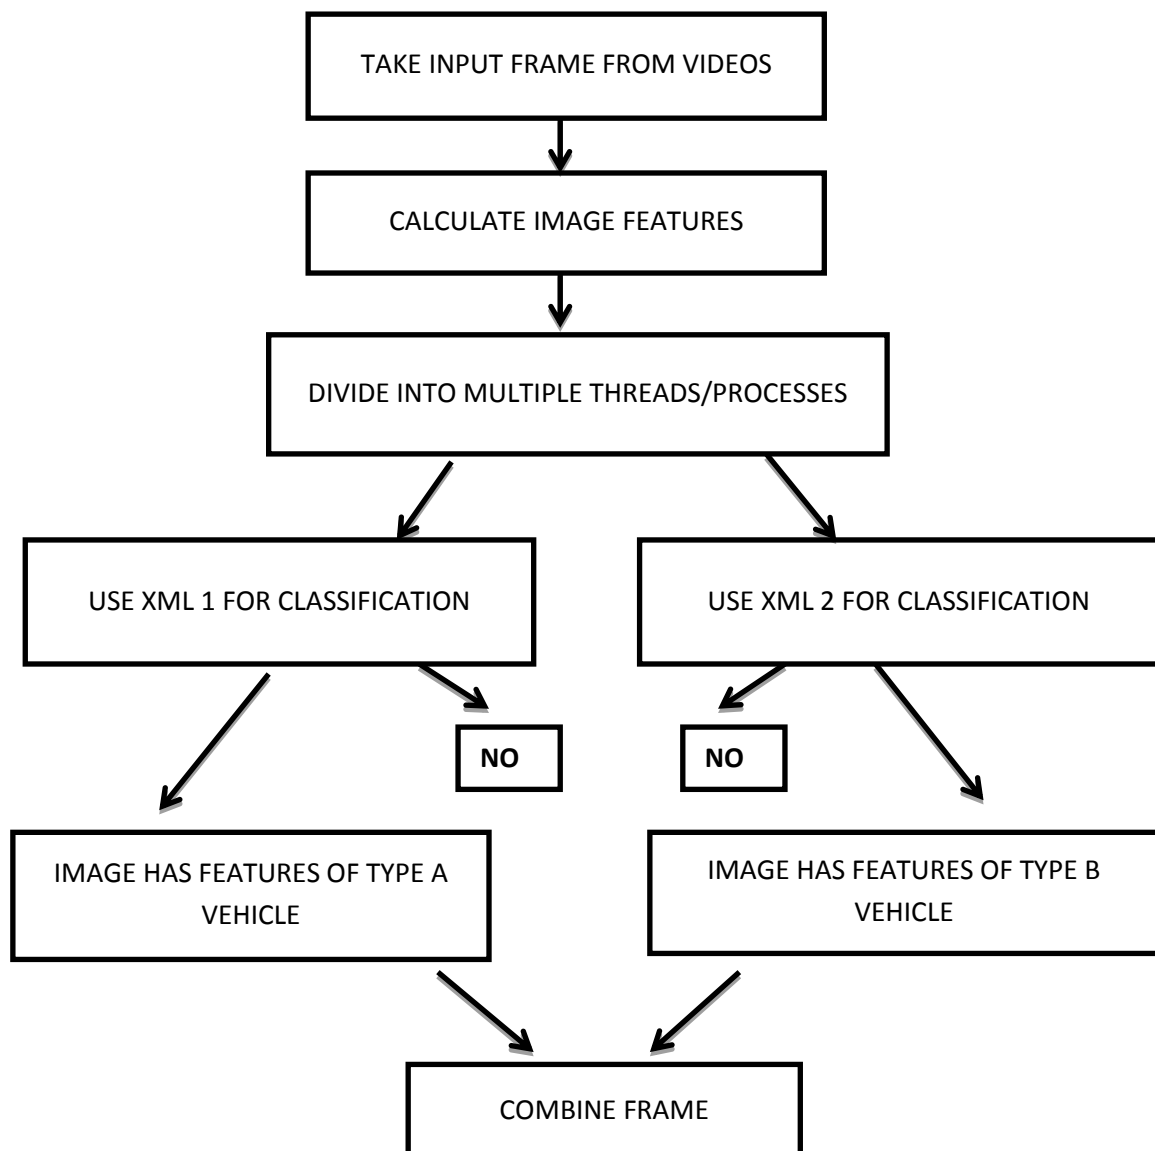 TAKE INPUT FRAME FROM VIDEOS
CALCULATE IMAGE FEATURES
DIVIDE INTO MULTIPLE THREADS/PROCESSES
USE XML 1 FOR CLASSIFICATION
USE XML 2 FOR CLASSIFICATION
NO
NO
IMAGE HAS FEATURES OF TYPE A
VEHICLE
IMAGE HAS FEATURES OF TYPE B
VEHICLE
COMBINE FRAME